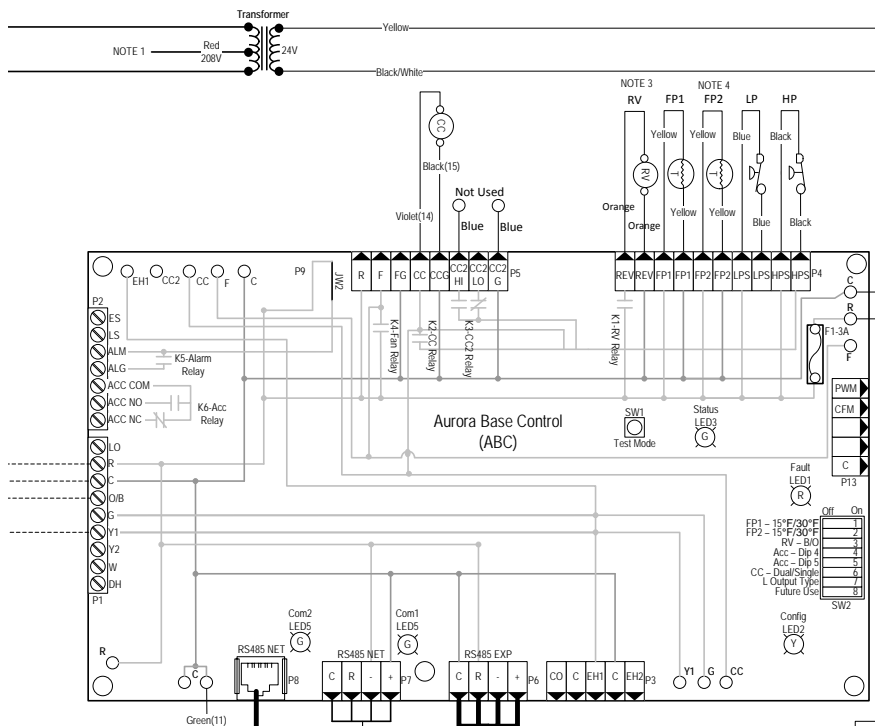 Transformer
Yellow
NOTE 1
Red
208V
24V
Black/White
NOTE 3
NOTE 4
RV
FP1
FP2
LP
HP
CC
Yellow
Yellow
Blue
Black
Black(15)
T
T
RV
Not Used
Orange
Violet(14)
Blue
Blue
Orange
Yellow
Yellow
Blue
Black
EH1
CC2
CC
F
C
P9
JW2
R
F
FG
CC
CCG
CC2 HI
CC2 LO
CC2 G
P5
REV
REV
FP1
FP1
FP2
FP2
LPS
LPS
HPS
HPS
P4
C
R
F1-3A
F
P2
ES
LS
ALM
ALG
ACC COM
ACC NO
ACC NC
K5-Alarm
Relay
K6-Acc
Relay
K4-Fan Relay
K2-CC Relay
K3-CC2 Relay
K1-RV Relay
Aurora Base Control
(ABC)
SW1
Test Mode
Status
LED3
G
PWM
CFM
C
P13
LO
R
C
O/B
G
Y1
Y2
W
DH
P1
Fault
LED1
R
Off
On
FP1 – 15°F/30°F
1
FP2 – 15°F/30°F
2
RV – B/O
3
Acc – Dip 4
4
Acc – Dip 5
5
CC – Dual/Single
6
L Output Type
7
Future Use
8
SW2
Config
LED2
Y
Com2
LED5
G
Com1
LED5
G
R
C
RS485 NET
P8
RS485 NET
C
R
-
+
P7
RS485 EXP
C
R
-
+
P6
CO
C
EH1
C
EH2
P3
Y1
G
CC
Green(11)